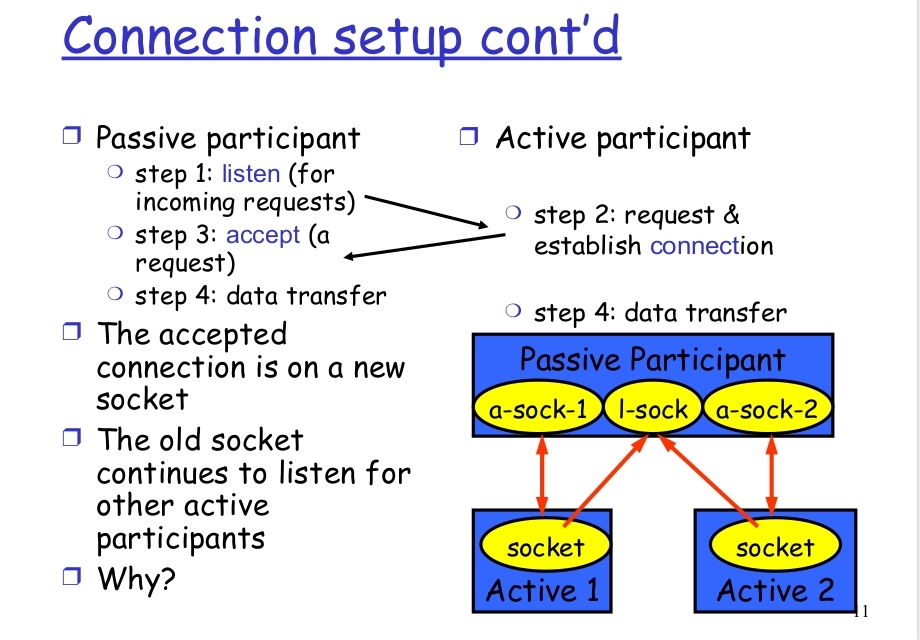 Connection setup cont'd
Passive participant
step 1: listen (for
incoming requests)
step 3: accept (a
request)
step 4: data transfer
The accepted
connection is on a new
socket
The old socket
continues to listen for
other active
participants
Why?
Active participant
step 2: request &
establish connection
step 4: data transfer
Passive Participant
a-sock-1
l-sock
a-sock-2
socket
Active 1
socket
Active 2
11